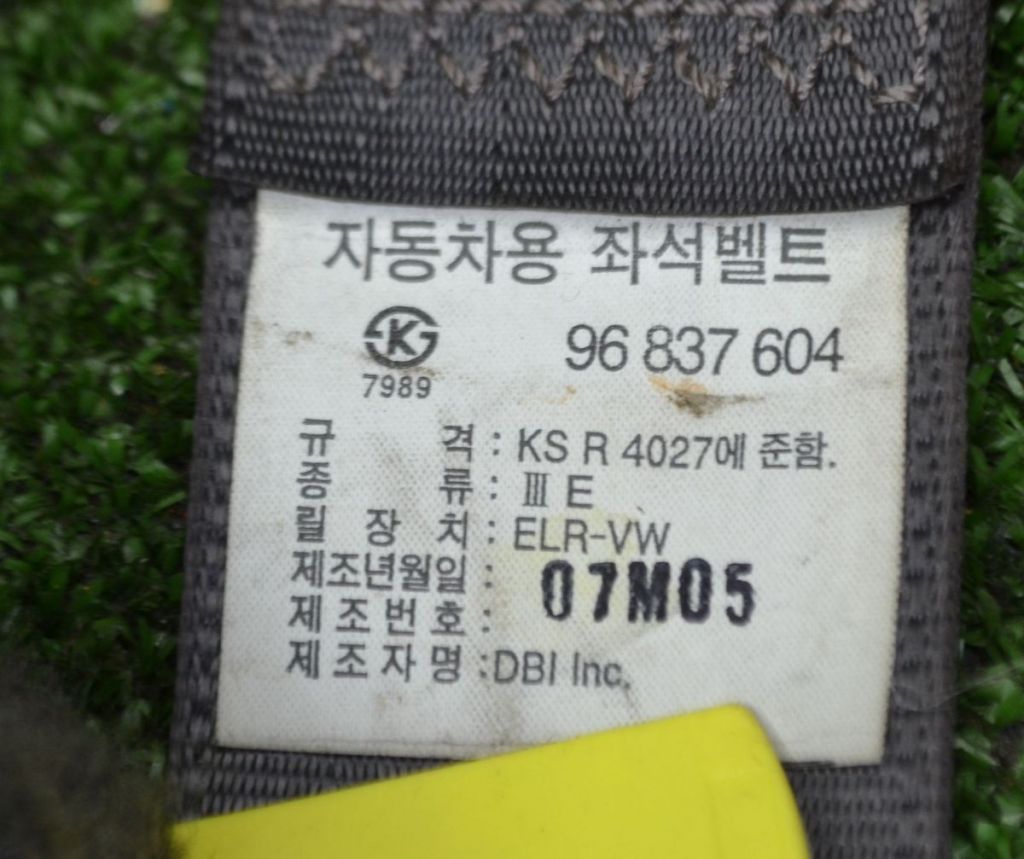 자동차용 좌석벨트
K 96 837 604
7989
규 격 : KS R 4027에 준함.
종 류 : Ⅲ E
릴 장 치 : ELR-VW
제조년월일 : 07M05
제 조 번 호 :
제 조 자 명 :DBI Inc.